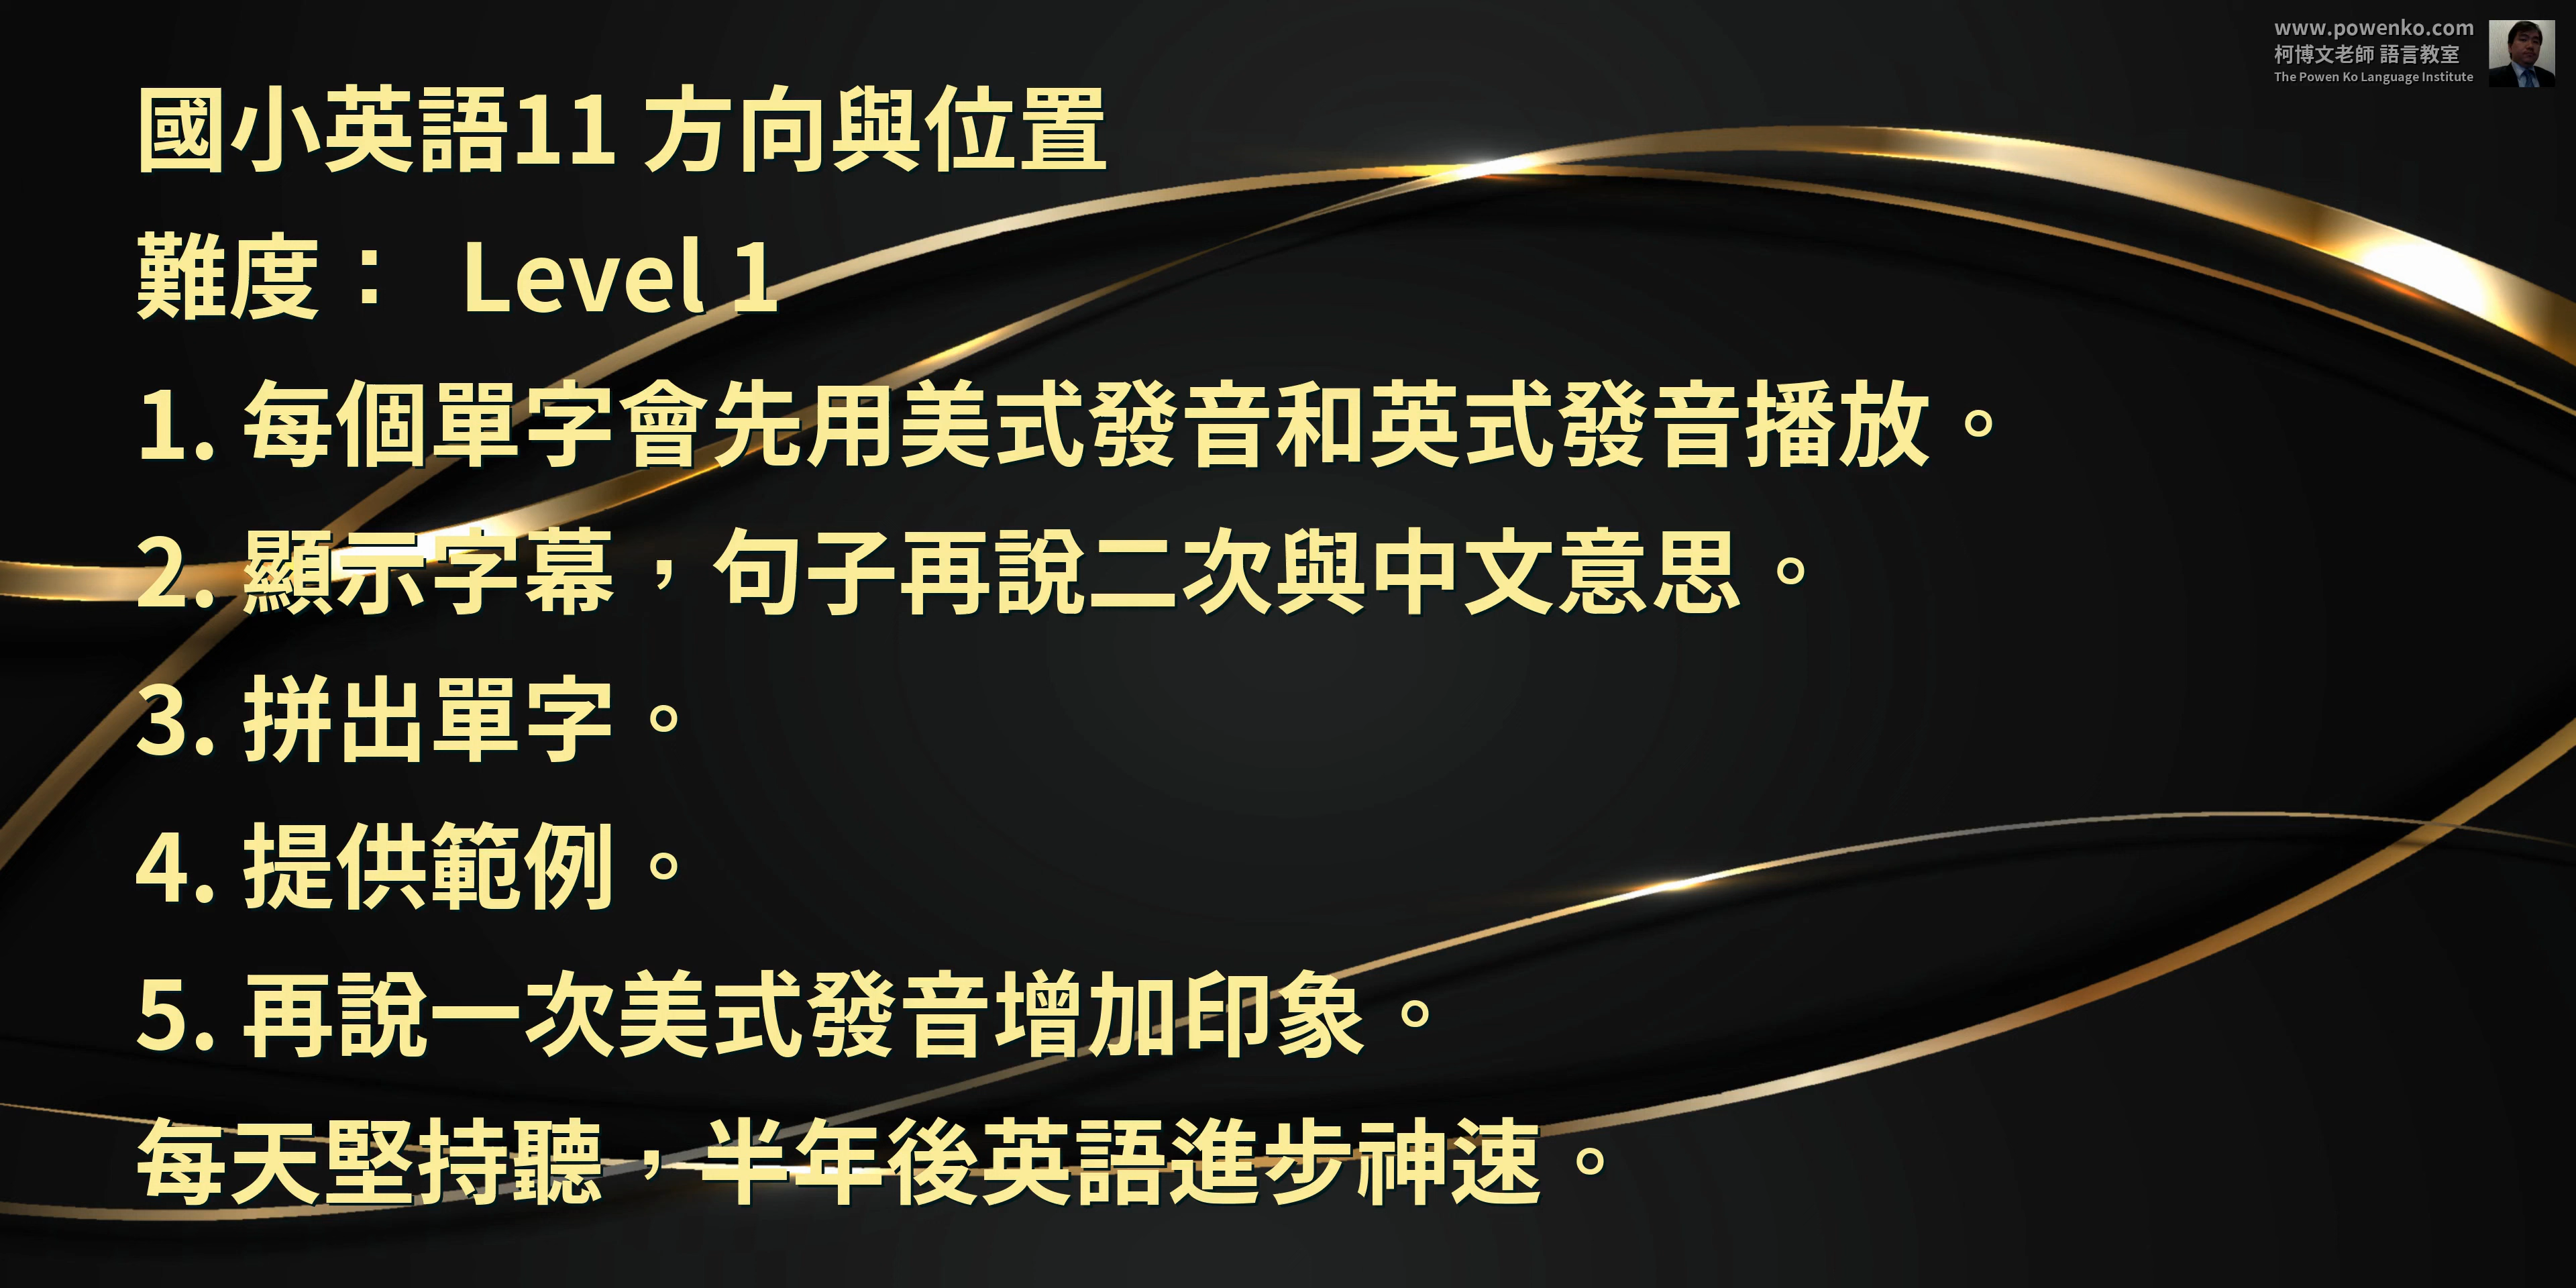 www.powenko.com
柯博文老師 語言教室
The Powen Ko Language Institute
國小英語11 方向與位置
難度： Level 1
1. 每個單字會先用美式發音和英式發音播放。
2. 顯示字幕，句子再說二次與中文意思。
3. 拼出單字。
4. 提供範例。
5. 再說一次美式發音增加印象。
每天堅持聽，半年後英語進步神速。